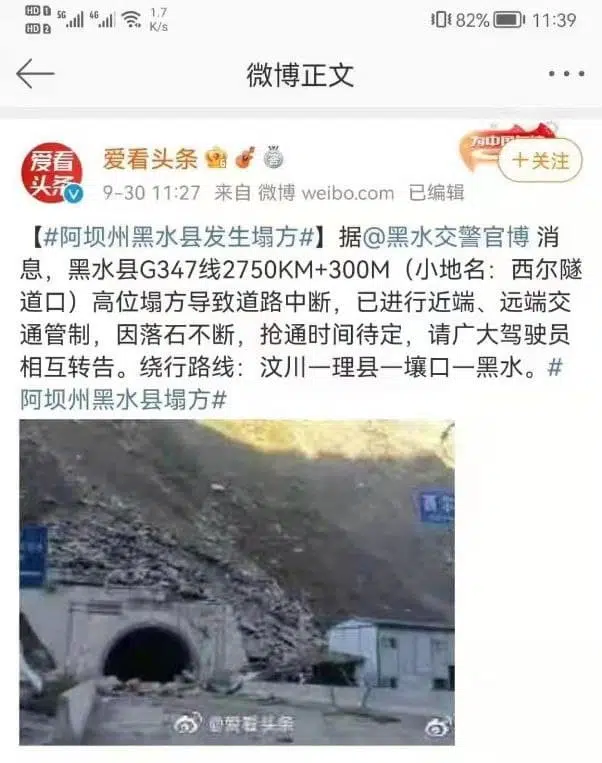 HD 1
HD 2
5G
4G
1.7
K/s
82%
11:39
微博正文
爱看
头条
爱看头条
+关注
9-30 11:27 来自 微博 weibo.com 已编辑
【#阿坝州黑水县发生塌方#】据@黑水交警官博 消
息，黑水县G347线2750KM+300M（小地名：西尔隧
道口）高位塌方导致道路中断，已进行近端、远端交
通管制，因落石不断，抢通时间待定，请广大驾驶员
相互转告。绕行路线：汶川一理县一壤口一黑水。#
阿坝州黑水县塌方#
@爱看头条